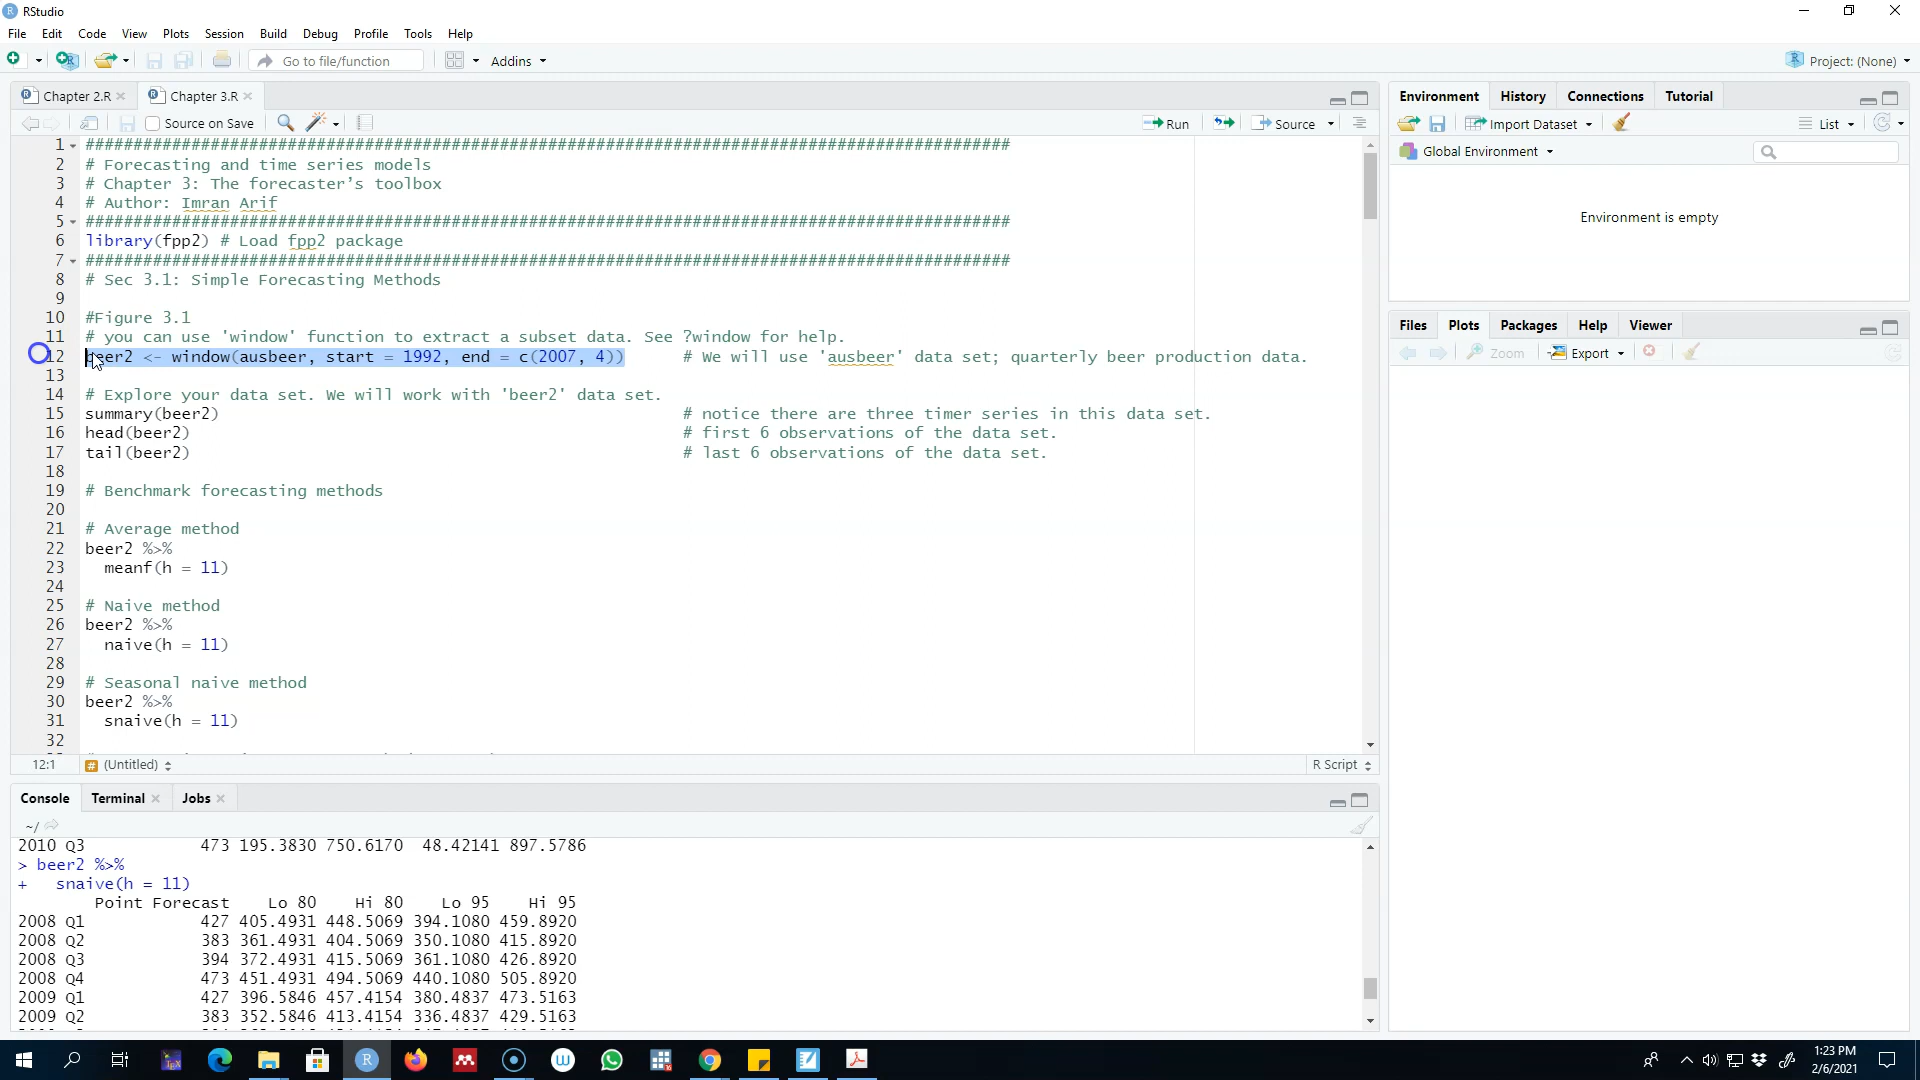 RStudio
File Edit Code View Plots Session Build Debug Profile Tools Help
Go to file/function Addins Project: (None)
Chapter 2.R Chapter 3.R
Source on Save Run Source
1 ################################################################################################
2 # Forecasting and time series models
3 # Chapter 3: The forecaster's toolbox
4 # Author: Imran Arif
5 ################################################################################################
6 library(fpp2) # Load fpp2 package
7 ################################################################################################
8 # Sec 3.1: Simple Forecasting Methods
9
10 #Figure 3.1
11 # you can use 'window' function to extract a subset data. See ?window for help.
12 beer2 <- window(ausbeer, start = 1992, end = c(2007, 4)) # We will use 'ausbeer' data set; quarterly beer production data.
13
14 # Explore your data set. We will work with 'beer2' data set.
15 summary(beer2) # notice there are three timer series in this data set.
16 head(beer2) # first 6 observations of the data set.
17 tail(beer2) # last 6 observations of the data set.
18
19 # Benchmark forecasting methods
20
21 # Average method
22 beer2 %>%
23 meanf(h = 11)
24
25 # Naive method
26 beer2 %>%
27 naive(h = 11)
28
29 # Seasonal naive method
30 beer2 %>%
31 snaive(h = 11)
32
12:1 # (Untitled) R Script
Console Terminal Jobs
~/
2010 Q3 473 195.3830 750.6170 48.42141 897.5786
> beer2 %>%
+ snaive(h = 11)
Point Forecast Lo 80 Hi 80 Lo 95 Hi 95
2008 Q1 427 405.4931 448.5069 394.1080 459.8920
2008 Q2 383 361.4931 404.5069 350.1080 415.8920
2008 Q3 394 372.4931 415.5069 361.1080 426.8920
2008 Q4 473 451.4931 494.5069 440.1080 505.8920
2009 Q1 427 396.5846 457.4154 380.4837 473.5163
2009 Q2 383 352.5846 413.4154 336.4837 429.5163
Environment History Connections Tutorial
Import Dataset List
Global Environment
Environment is empty
Files Plots Packages Help Viewer
Zoom Export
1:23 PM
2/6/2021